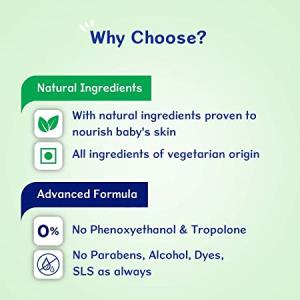 Why Choose?
Natural Ingredients
With natural ingredients proven to
nourish baby's skin
All ingredients of vegetarian origin
Advanced Formula
0%
No Phenoxyethanol & Tropolone
No Parabens, Alcohol, Dyes,
SLS as always